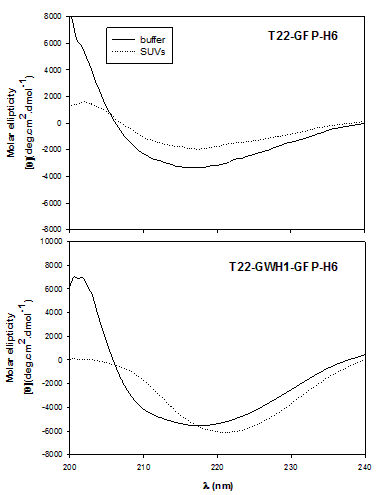 8000
6000
4000
2000
0
-2000
-4000
-6000
-8000
Molar ellipticity
[θ](deg.cm2.dmol-1)
buffer
SUVs
T22-GFP-H6
10000
8000
6000
4000
2000
0
-2000
-4000
-6000
-8000
Molar ellipticity
[θ](deg.cm2.dmol-1)
T22-GWH1-GFP-H6
200 210 220 230 240
λ (nm)